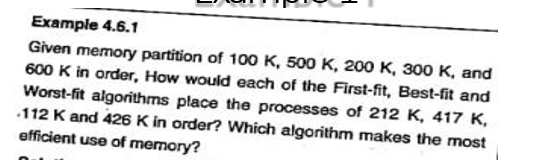 Example 4.6.1
Given memory partition of 100 K, 500 K, 200 K, 300 K, and
600 K in order, How would each of the First-fit, Best-fit and
Worst-fit algorithms place the processes of 212 K, 417 K,
.112 K and 426 K in order? Which algorithm makes the most
efficient use of memory?